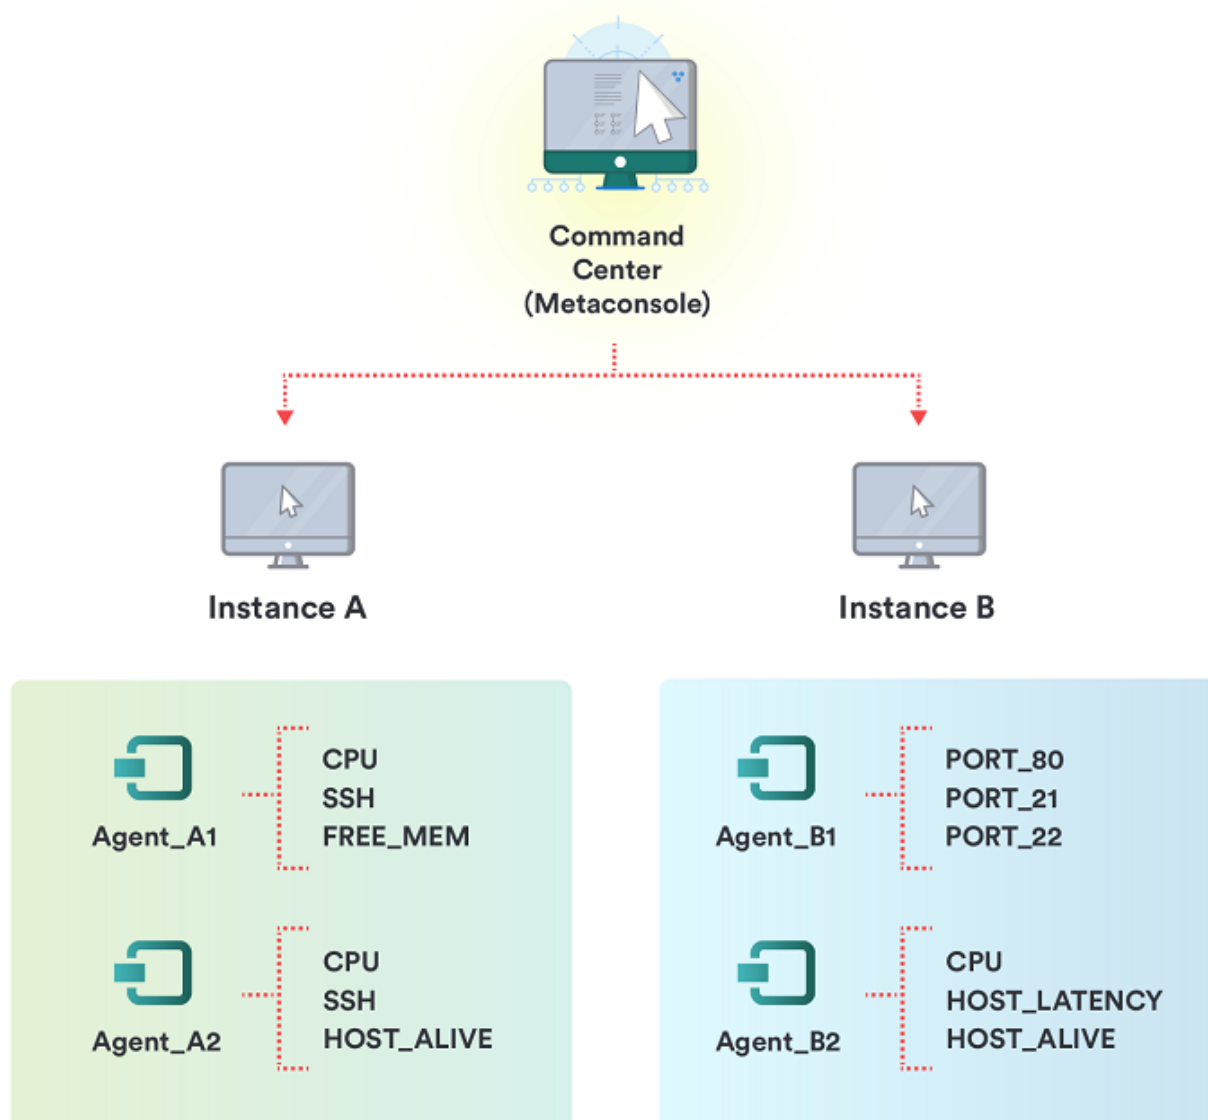 Command
Center
(Metaconsole)
Instance A
Instance B
CPU
SSH
FREE_MEM
Agent_A1
CPU
SSH
HOST_ALIVE
Agent_A2
PORT_80
PORT_21
PORT_22
Agent_B1
CPU
HOST_LATENCY
HOST_ALIVE
Agent_B2